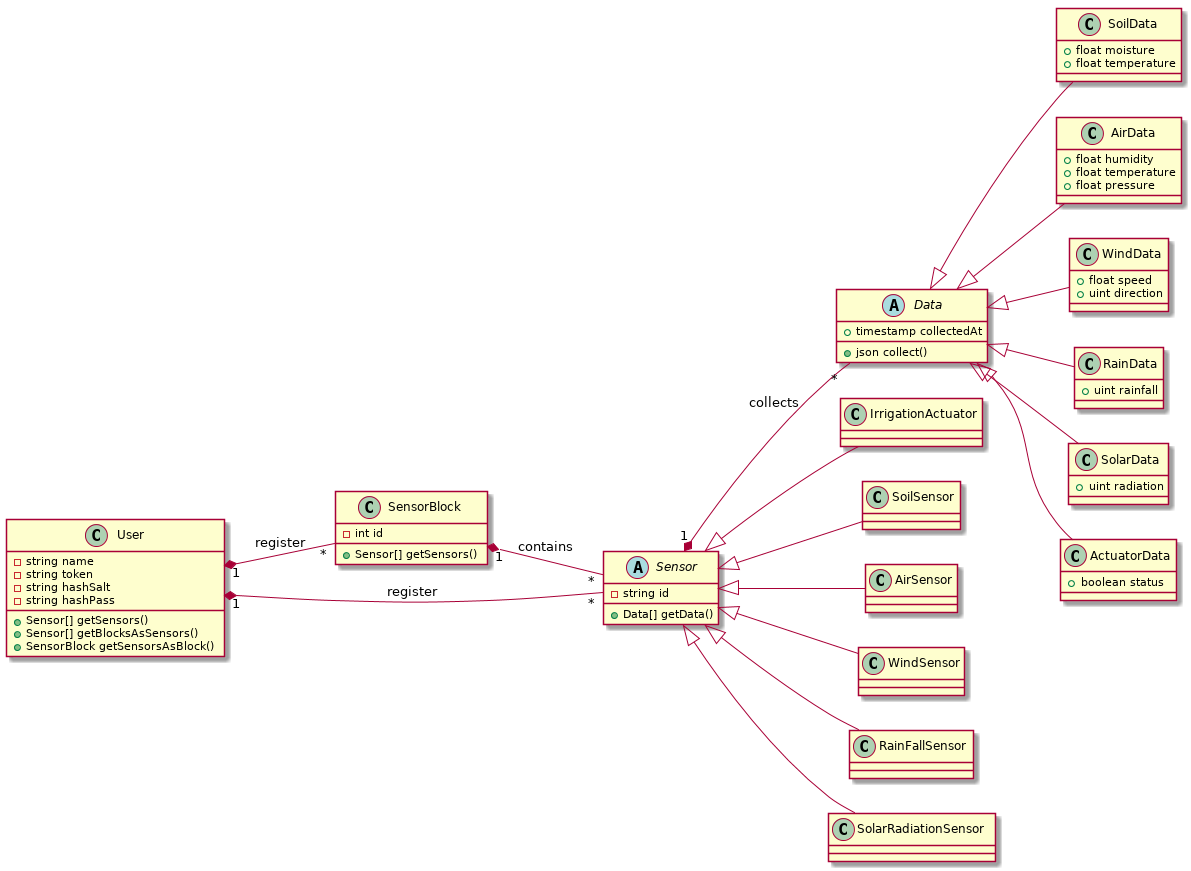 C SoilData
float moisture
float temperature
C AirData
float humidity
float temperature
float pressure
C WindData
float speed
uint direction
A Data
timestamp collectedAt
json collect()
C RainData
uint rainfall
*
collects
C IrrigationActuator
C SolarData
uint radiation
C SoilSensor
C SensorBlock
int id
Sensor[] getSensors()
C User
string name
string token
string hashSalt
string hashPass
Sensor[] getSensors()
Sensor[] getBlocksAsSensors()
SensorBlock getSensorsAsBlock()
register
1
*
contains
1
*
register
1
*
1
A Sensor
string id
Data[] getData()
C ActuatorData
boolean status
C AirSensor
C WindSensor
C RainFallSensor
C SolarRadiationSensor